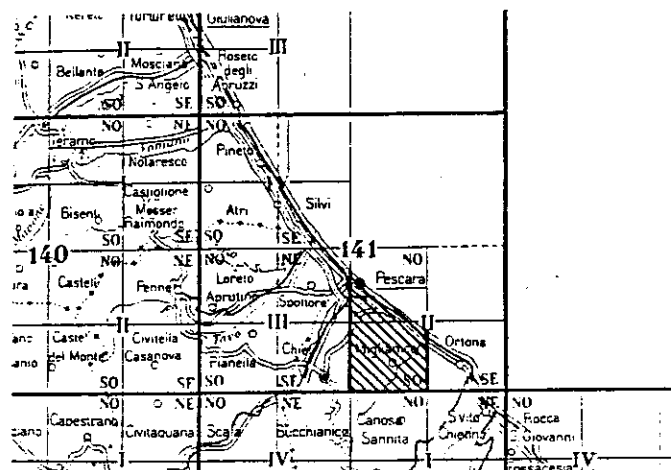 Giulianova
II
III
Bellante
Mosciano
S Angelo
Roseto
degli
Abruzzi
SO SE SO
NO NE NO
Teramo
Notaresco
Pineto
Castiglione
Messer
Raimondo
Bisenti
Atri
Silvi
SO SE SO SE
140
141
NO NE NO NE NO
Penne
Loreto
Aprutino
Spoltore
Pescara
II
III
II
Castel
del Monte
Civitella
Casanova
Pianella
Ortona
SO SE SO SE SO SE
NO NE NO NE NO NE NO
Capestrano
Civitaquana
Scafa
Bucchianico
Canosa
Sannita
S Vito
Chietino
Rocca
S Giovanni
I
IV
I
IV